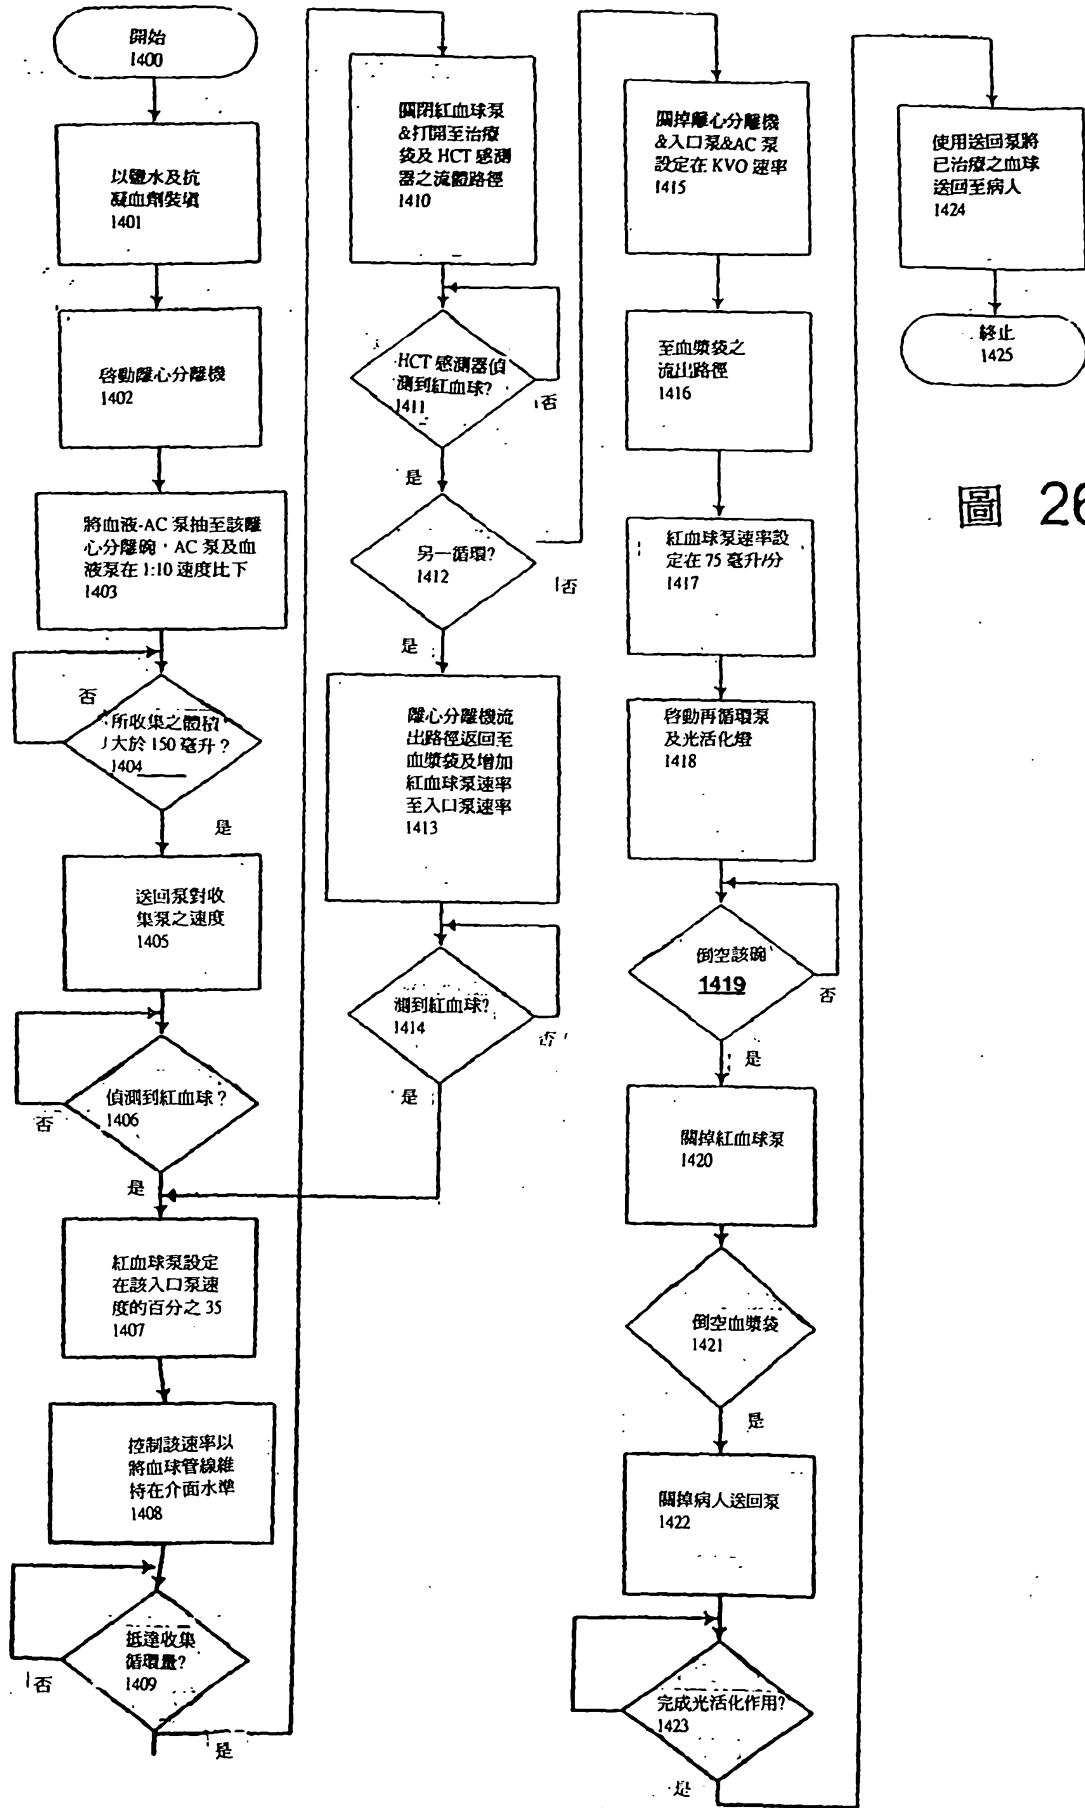 開始
1400
以鹽水及抗
凝血劑裝填
1401
啓動離心分離機
1402
將血液-AC 泵抽至該離
心分離碗，AC 泵及血
液泵在 1:10 速度比下
1403
否
所收集之體積
大於 150 毫升？
1404
是
送回泵對收
集泵之速度
1405
偵測到紅血球？
1406
否
是
紅血球泵設定
在該入口泵速
度的百分之 35
1407
控制該速率以
將血球管線維
持在介面水準
1408
抵達收集
循環量?
1409
否
是
關閉紅血球泵
&打開至治療
袋及 HCT 感測
器之流體路徑
1410
HCT 感測器偵
測到紅血球?
1411
否
是
另一循環?
1412
否
是
離心分離機流
出路徑返回至
血漿袋及增加
紅血球泵速率
至入口泵速率
1413
測到紅血球?
1414
否
是
關掉離心分離機
&入口泵&AC 泵
設定在 KVO 速率
1415
至血漿袋之
流出路徑
1416
紅血球泵速率設
定在 75 毫升/分
1417
啓動再循環泵
及光活化燈
1418
倒空該碗
1419
否
是
關掉紅血球泵
1420
倒空血漿袋
1421
是
關掉病人送回泵
1422
完成光活化作用?
1423
是
使用送回泵將
已治療之血球
送回至病人
1424
終止
1425
圖 26